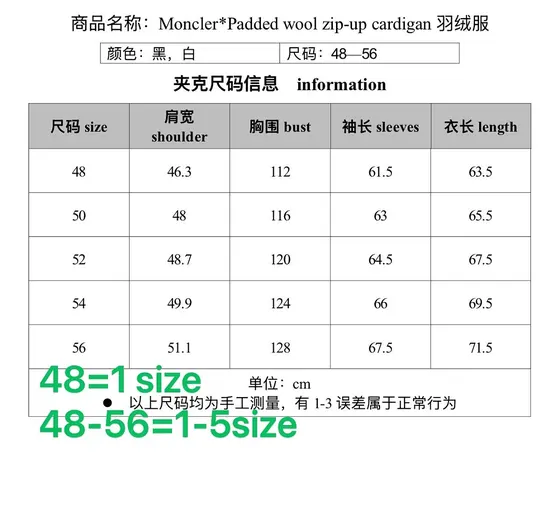 商品名称：Moncler*Padded wool zip-up cardigan 羽绒服
颜色：黑，白 尺码：48—56
夹克尺码信息 information
尺码 size 肩宽 shoulder 胸围 bust 袖长 sleeves 衣长 length
48 46.3 112 61.5 63.5
50 48 116 63 65.5
52 48.7 120 64.5 67.5
54 49.9 124 66 69.5
56 51.1 128 67.5 71.5
48=1 size
单位：cm
● 以上尺码均为手工测量，有 1-3 误差属于正常行为
48-56=1-5size